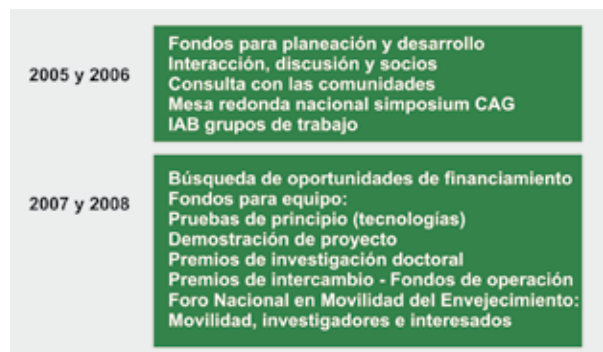 2005 y 2006
Fondos para planeación y desarrollo
Interacción, discusión y socios
Consulta con las comunidades
Mesa redonda nacional simposium CAG
IAB grupos de trabajo
2007 y 2008
Búsqueda de oportunidades de financiamiento
Fondos para equipo:
Pruebas de principio (tecnologías)
Demostración de proyecto
Premios de investigación doctoral
Premios de intercambio - Fondos de operación
Foro Nacional en Movilidad del Envejecimiento:
Movilidad, investigadores e interesados